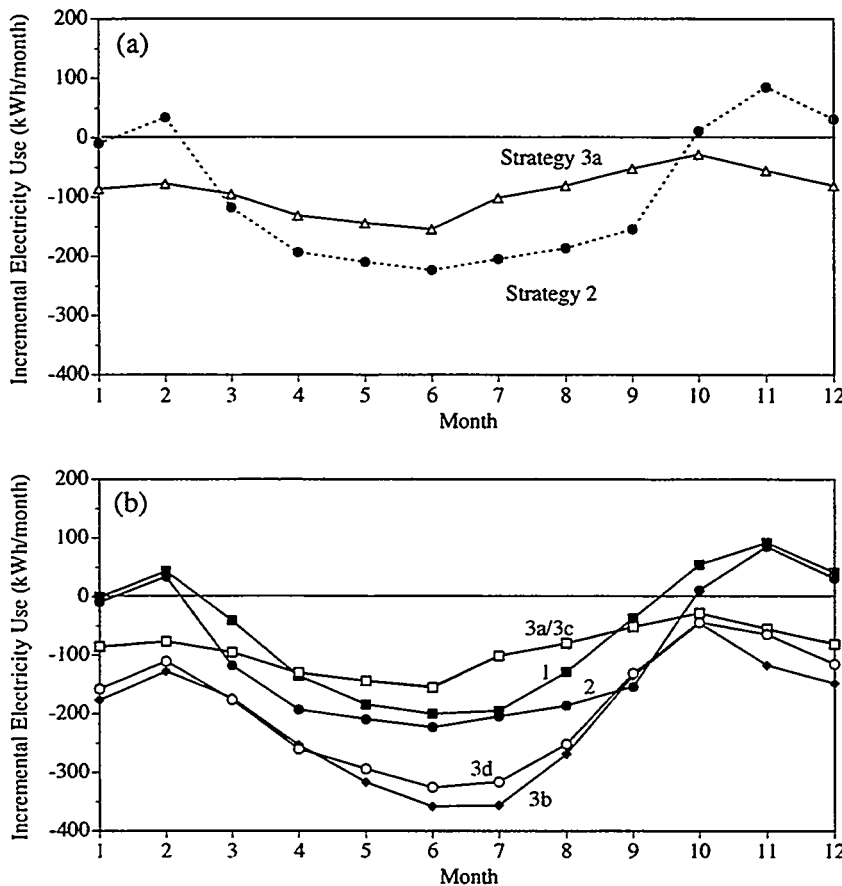 (a)
Incremental Electricity Use (kWh/month)
200
100
0
-100
-200
-300
-400
Strategy 3a
Strategy 2
1 2 3 4 5 6 7 8 9 10 11 12
Month
(b)
Incremental Electricity Use (kWh/month)
200
100
0
-100
-200
-300
-400
3a/3c
1
2
3d
3b
1 2 3 4 5 6 7 8 9 10 11 12
Month